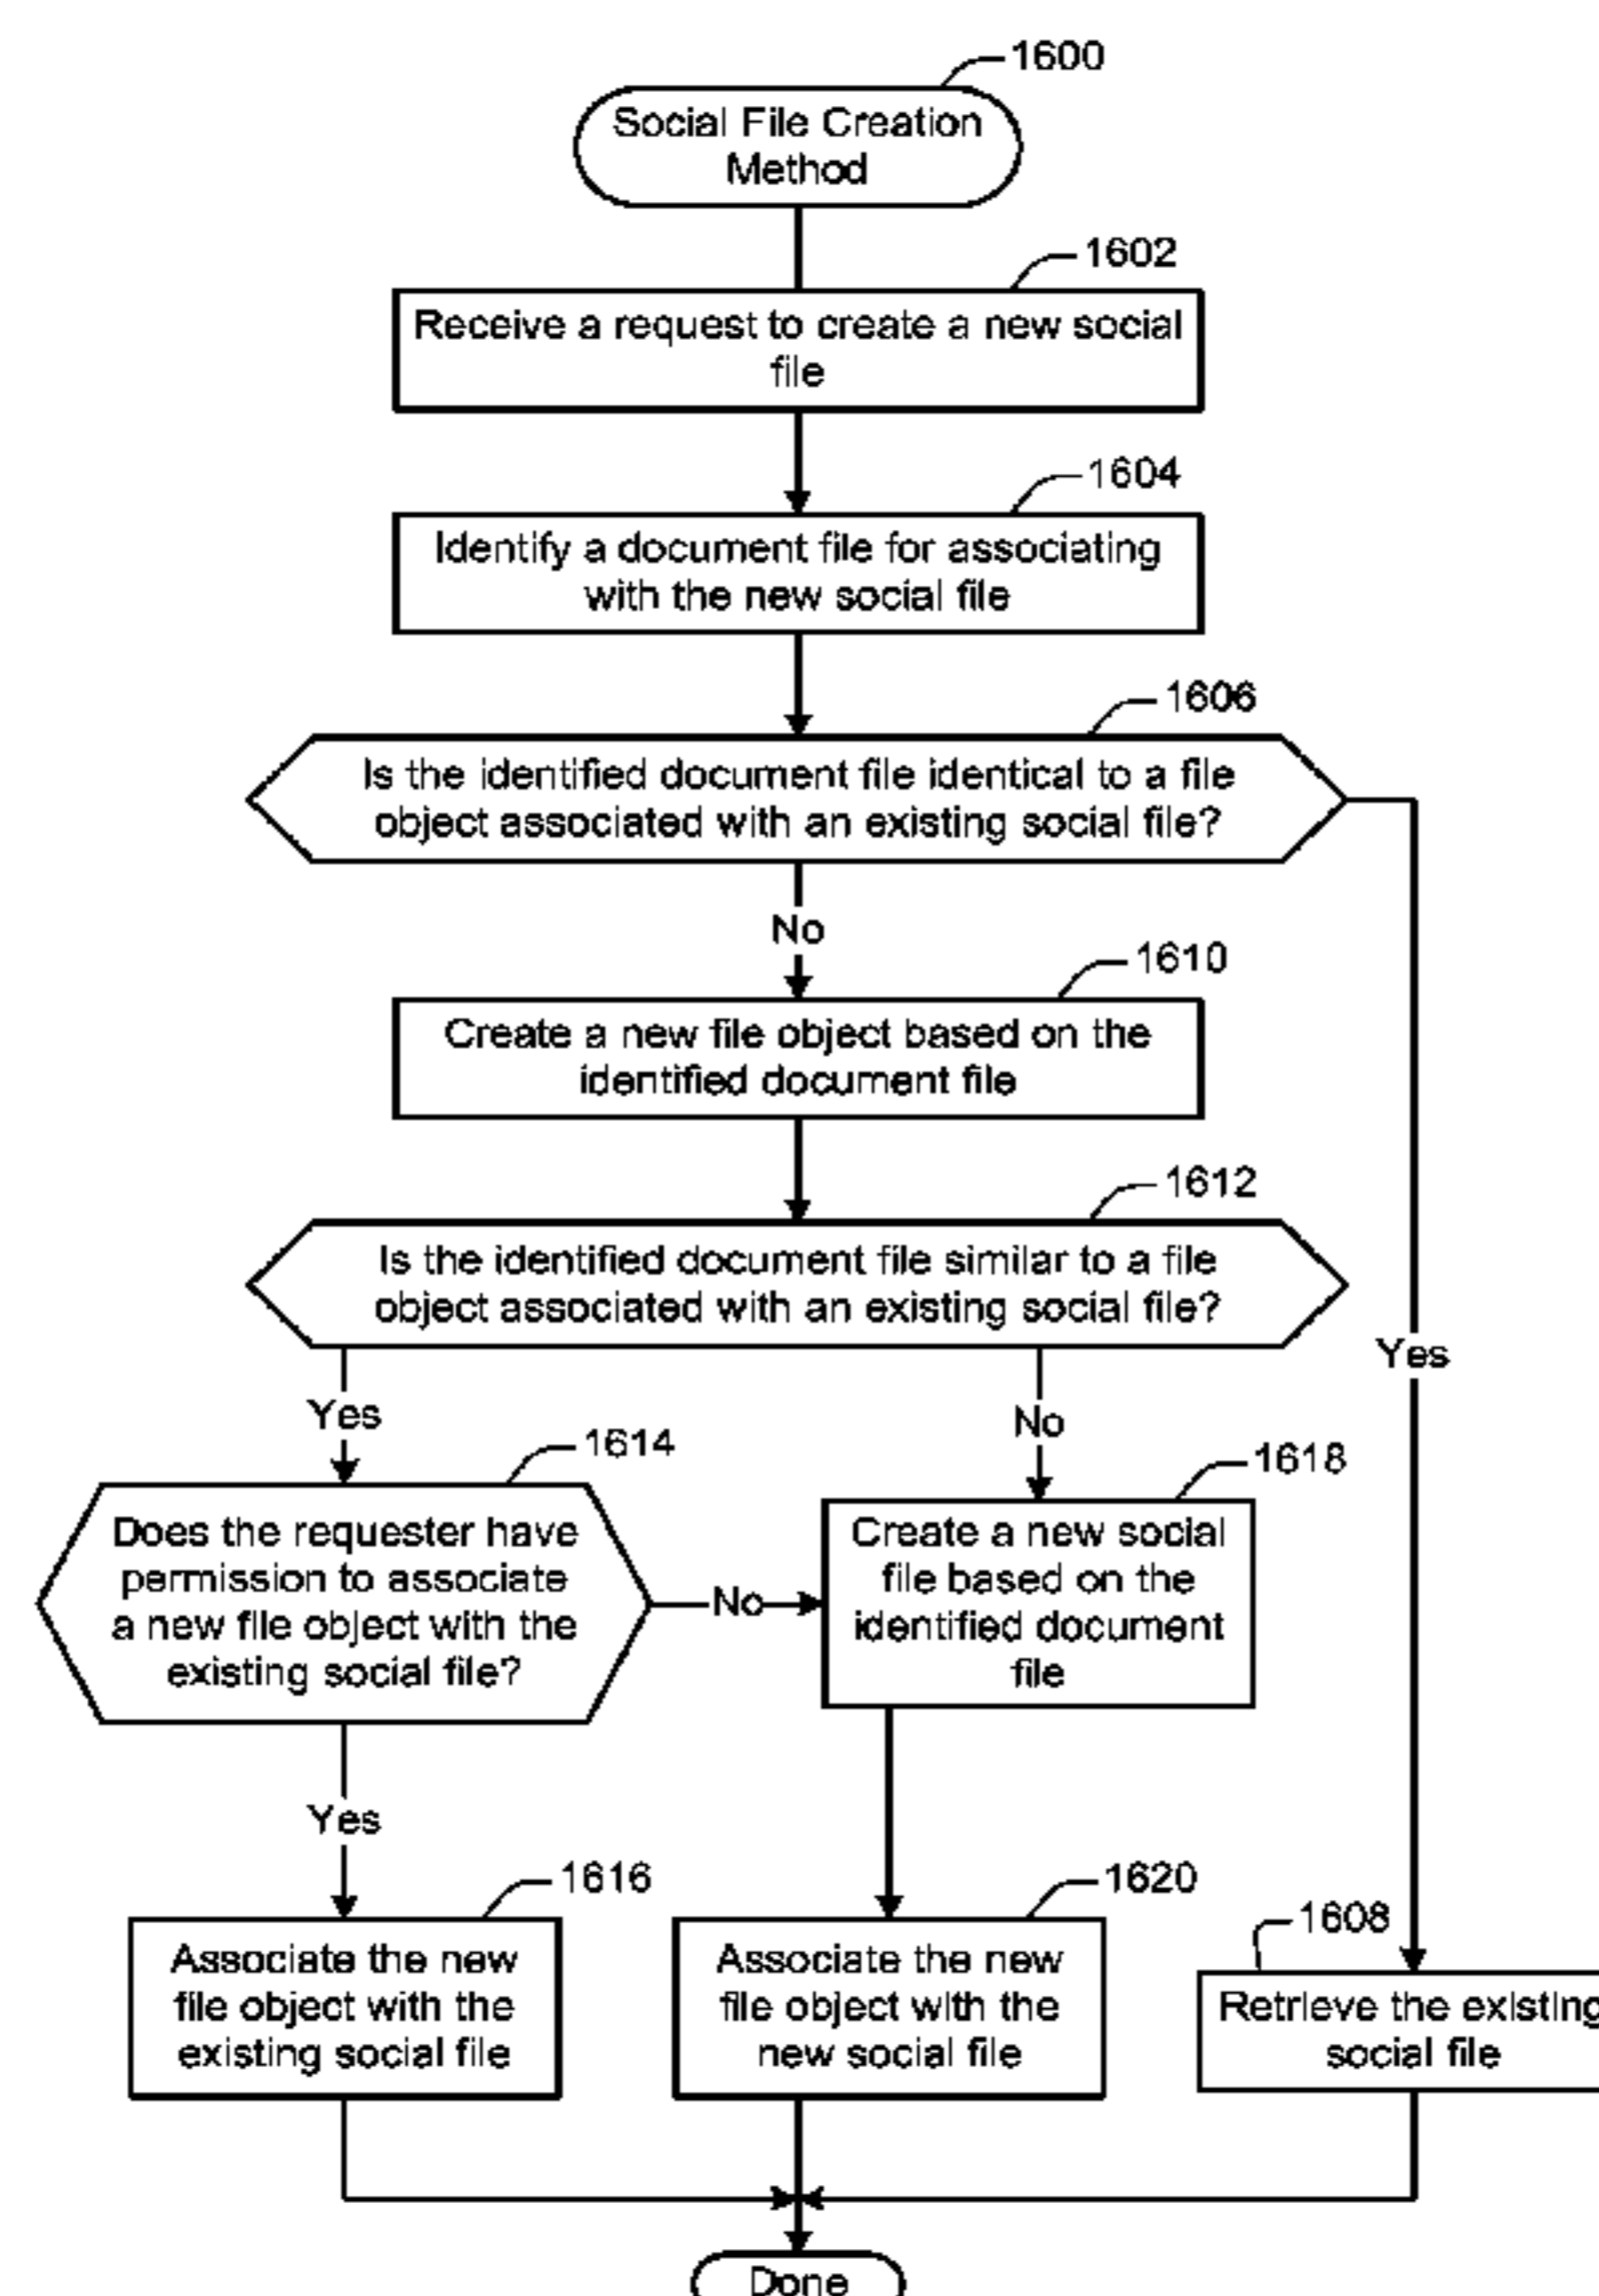 1600
Social File Creation
Method
1602
Receive a request to create a new social
file
1604
Identify a document file for associating
with the new social file
1606
Is the identified document file identical to a file
object associated with an existing social file?
No
1610
Create a new file object based on the
identified document file
1612
Is the identified document file similar to a file
object associated with an existing social file?
Yes
Yes
No
1614
1618
Does the requester have
permission to associate
a new file object with the
existing social file?
No
Create a new social
file based on the
identified document
file
Yes
1616
Associate the new
file object with the
existing social file
1620
Associate the new
file object with the
new social file
1608
Retrieve the existing
social file
Done